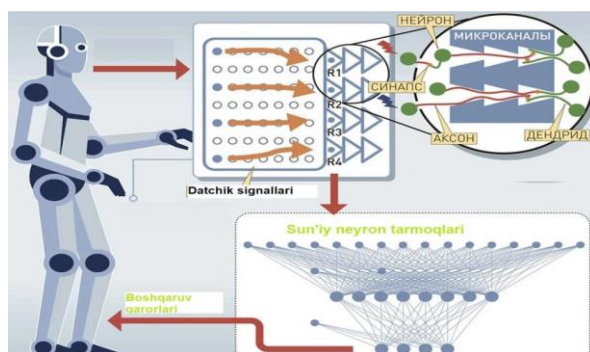 НЕЙРОН
МИКРОКАНАЛЫ
R1
СИНАПС
R2
R3
АКСОН
ДЕНДРИД
R4
Datchik signallari
Sun'iy neyron tarmoqlari
Boshqaruv
qarorlari